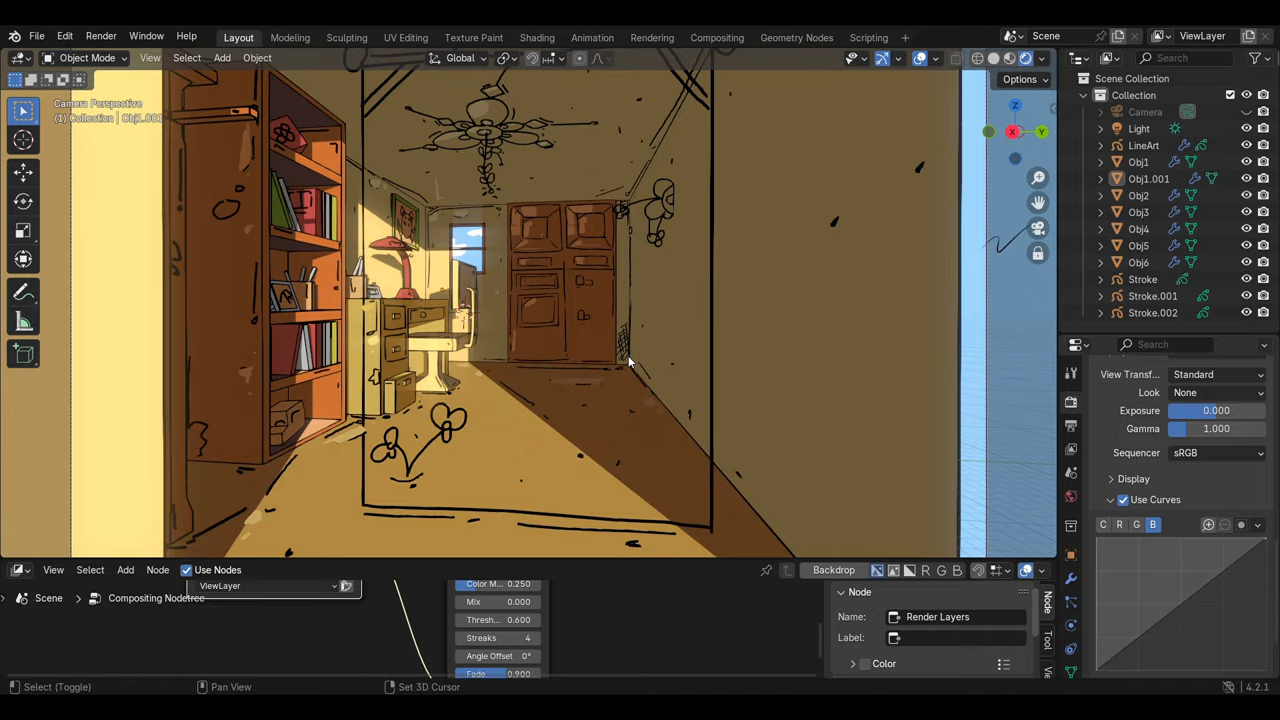 File Edit Render Window Help Layout Modeling Sculpting UV Editing Texture Paint Shading Animation Rendering Compositing Geometry Nodes Scripting Scene ViewLayer
Object Mode View Select Add Object Global
Options
Camera Perspective
(1) Collection | Obj1.001
Search
Scene Collection
Collection
Camera
Light
LineArt
Obj1
Obj1.001
Obj2
Obj3
Obj4
Obj5
Obj6
Stroke
Stroke.001
Stroke.002
Search
View Transf... Standard
Look None
Exposure 0.000
Gamma 1.000
Sequencer sRGB
Display
Use Curves
C R G B
View Select Add Node Use Nodes Backdrop R G B
ViewLayer
Scene Compositing Nodetree
Color M... 0.250
Mix 0.000
Thresh... 0.600
Streaks 4
Angle Offset 0°
Fade 0.900
Node
Name: Render Layers
Label:
Color
Node
Tool
Select (Toggle) Pan View Set 3D Cursor 4.2.1